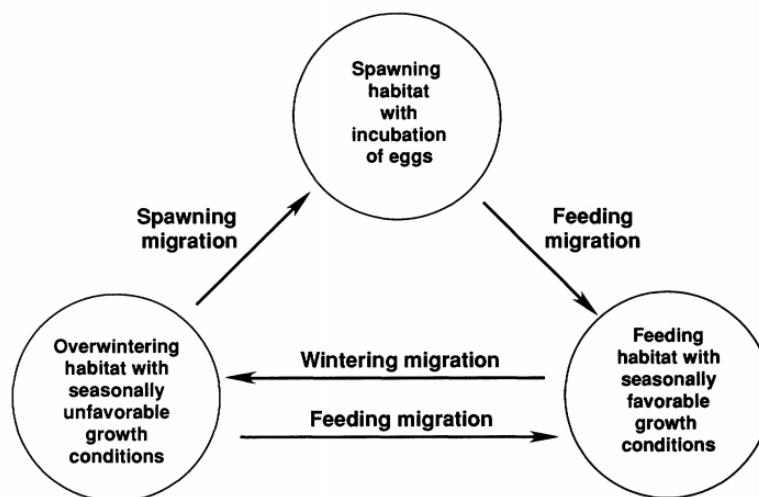 Spawning
habitat
with
incubation
of eggs
Spawning
migration
Feeding
migration
Overwintering
habitat with
seasonally
unfavorable
growth
conditions
Wintering migration
Feeding migration
Feeding
habitat with
seasonally
favorable
growth
conditions